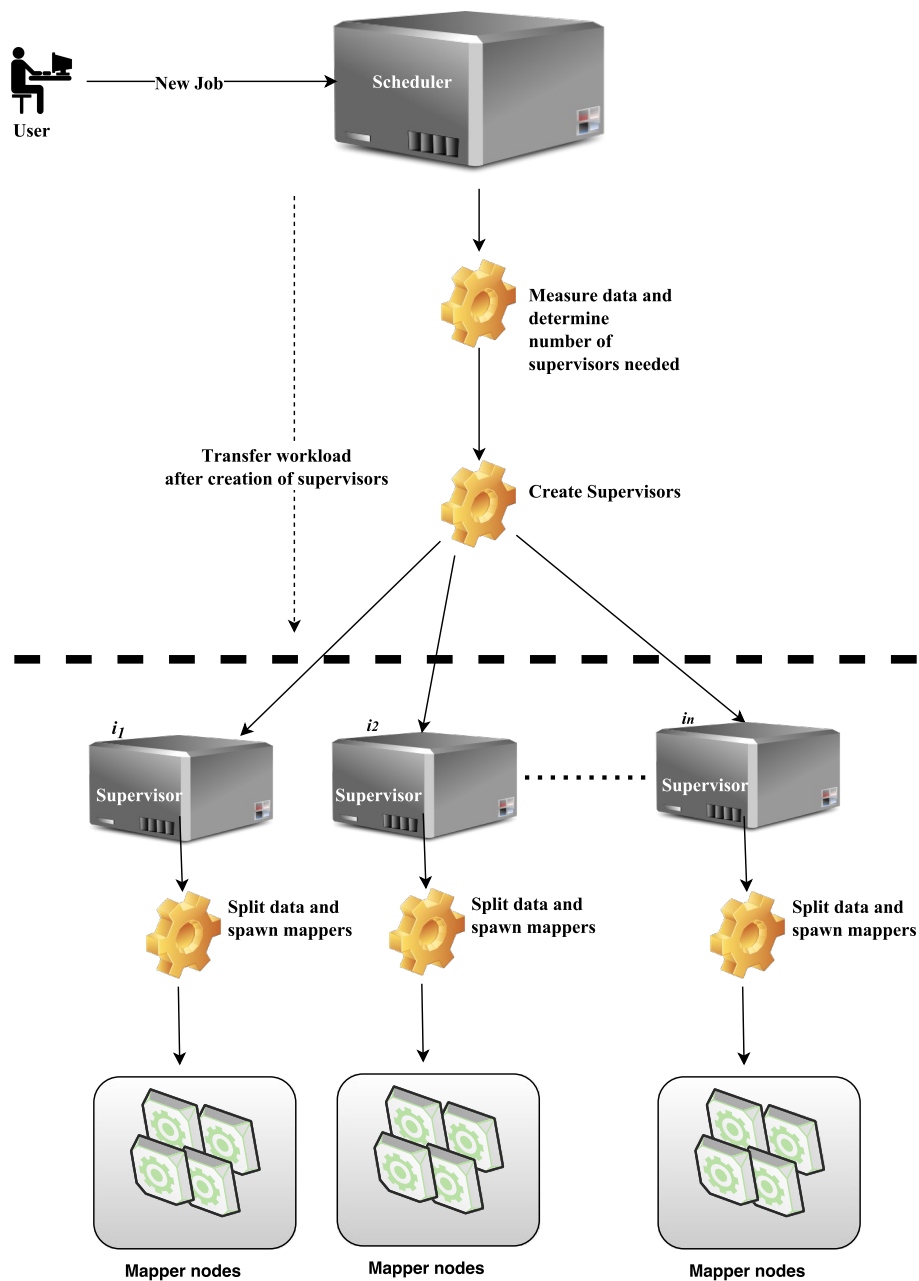 New Job
Scheduler
User
Measure data and
determine
number of
supervisors needed
Transfer workload
after creation of supervisors
Create Supervisors
i1
i2
in
Supervisor
Supervisor
Supervisor
Split data and
spawn mappers
Split data and
spawn mappers
Split data and
spawn mappers
Mapper nodes
Mapper nodes
Mapper nodes